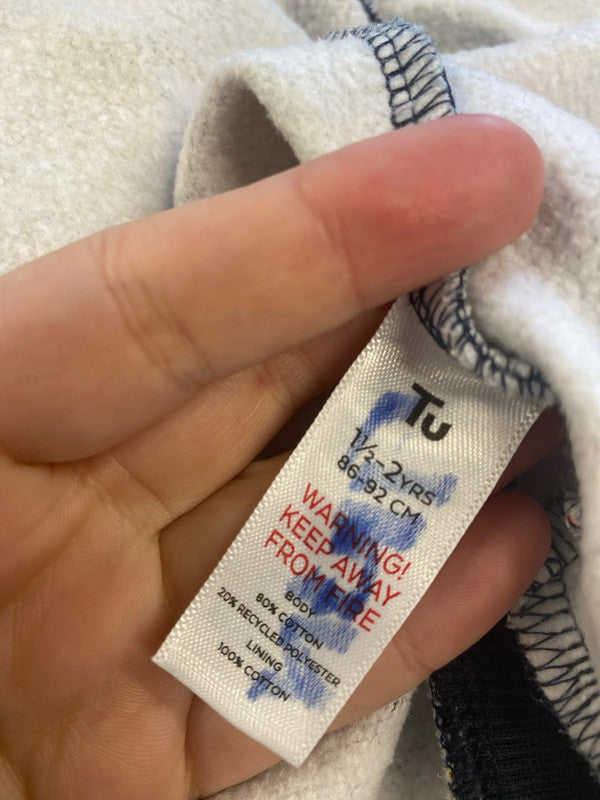 Tu
1½-2YRS
86-92 CM
WARNING!
KEEP AWAY
FROM FIRE
BODY
80% COTTON
20% RECYCLED POLYESTER
LINING
100% COTTON